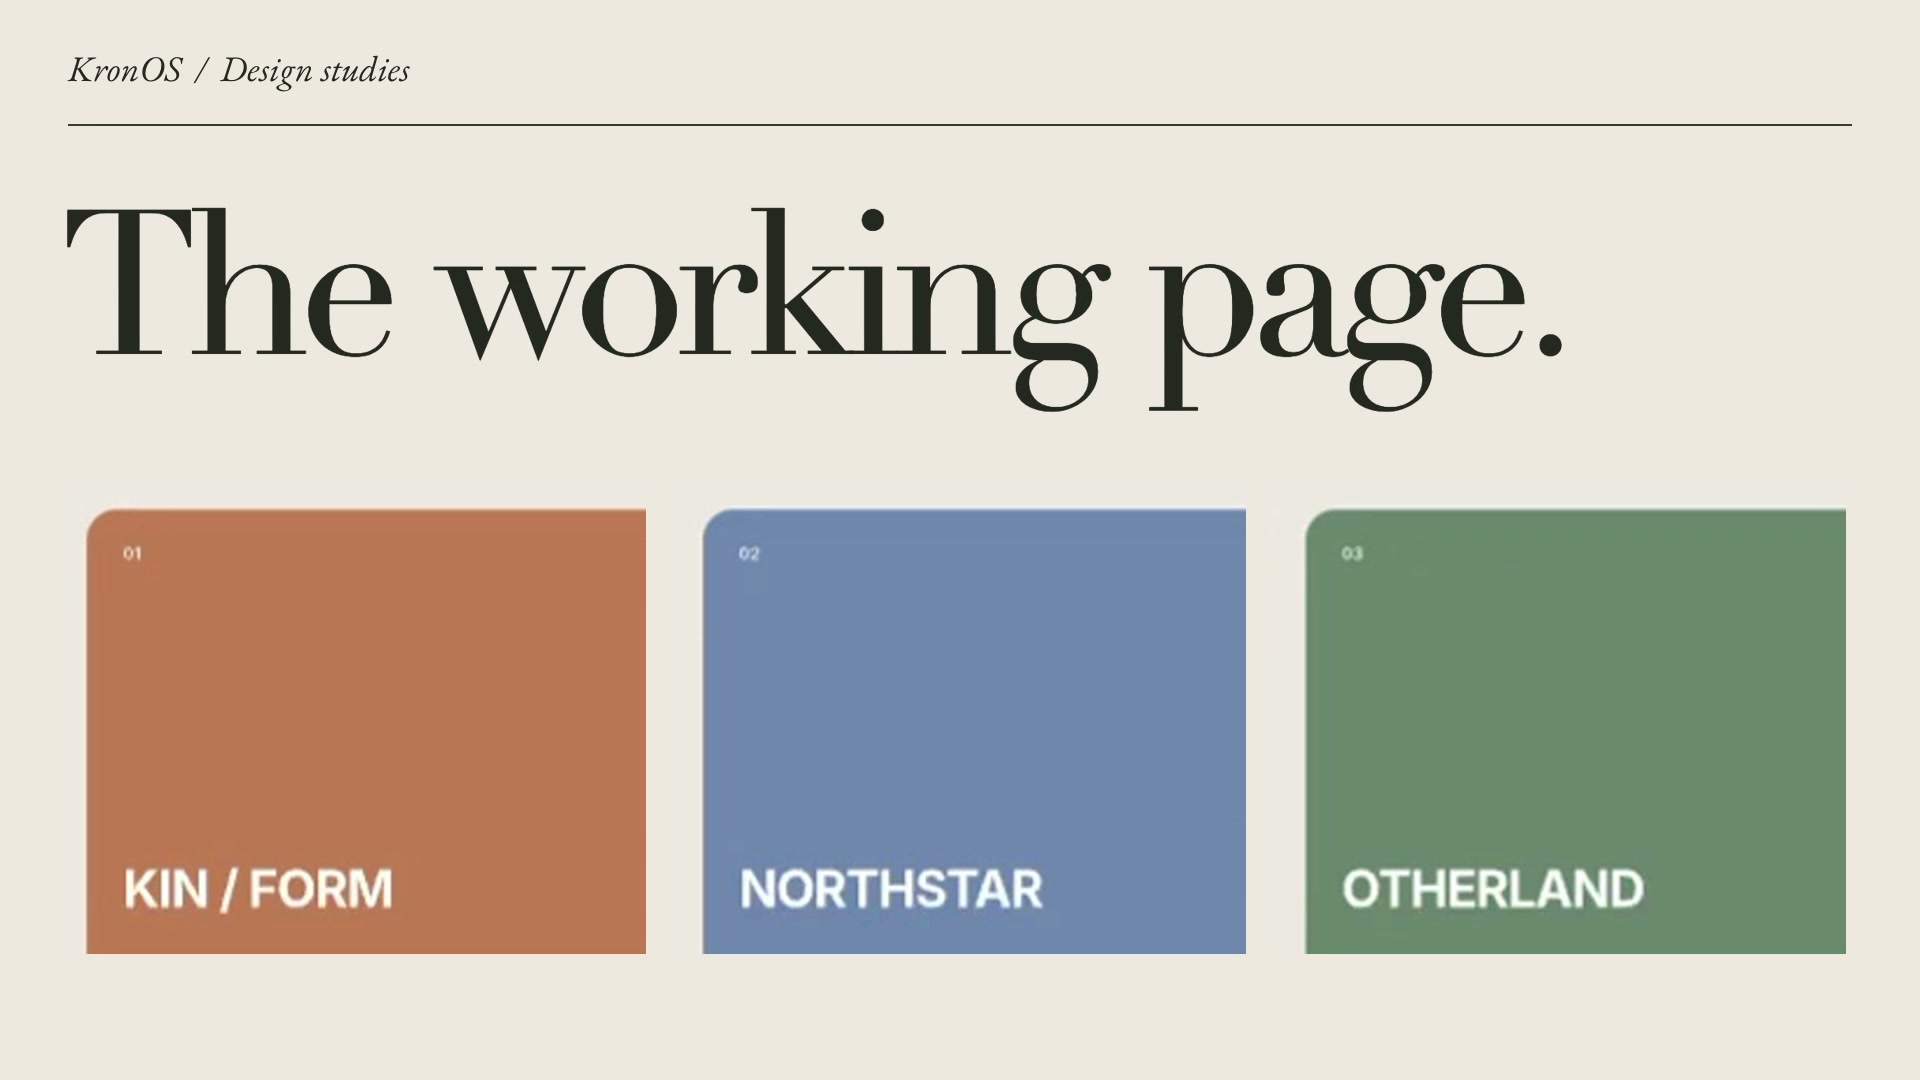 KronOS / Design studies
The working page.
01
02
03
KIN / FORM
NORTHSTAR
OTHERLAND